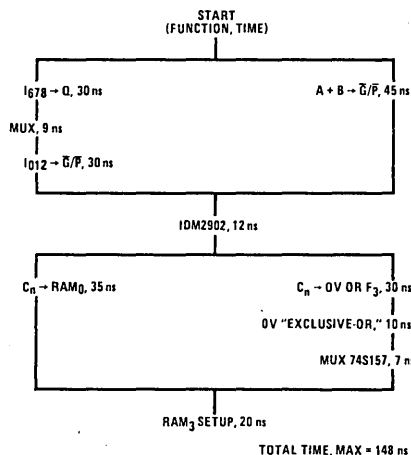 START
(FUNCTION, TIME)
I678 → Q, 30 ns
A + B → G̅/P̅, 45 ns
MUX, 9 ns
I012 → G̅/P̅, 30 ns
IDM2902, 12 ns
Cn → RAM0, 35 ns
Cn → OV OR F3, 30 ns
OV "EXCLUSIVE-OR," 10 ns
MUX 74S157, 7 ns
RAM3 SETUP, 20 ns
TOTAL TIME, MAX = 148 ns